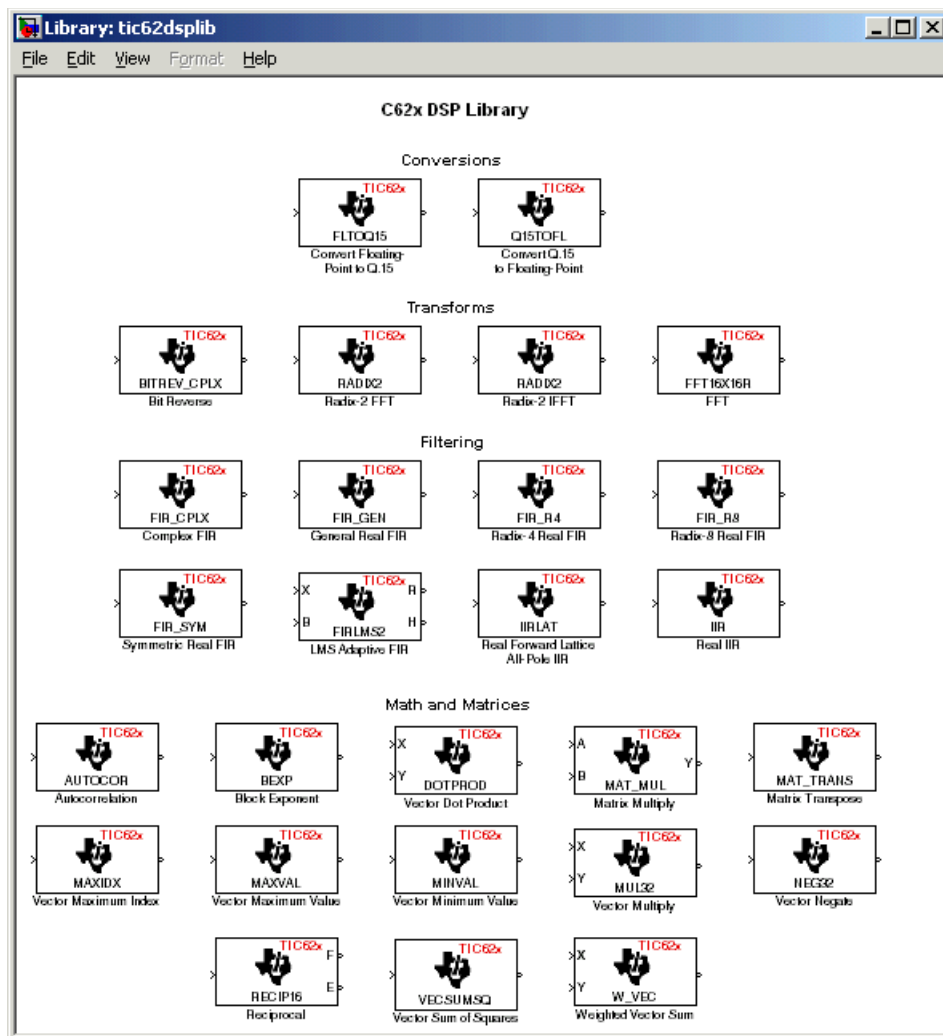 Library: tic62dsplib
File Edit View Format Help
C62x DSP Library
Conversions
TIC62x TIC62x
FLTOQ15 Q15TOFL
Convert Floating- Convert Q.15
Point to Q.15 to Floating-Point
Transforms
TIC62x TIC62x TIC62x TIC62x
BITREV_CPLX RADIX2 RADIX2 FFT16X16R
Bit Reverse Radix-2 FFT Radix-2 IFFT FFT
Filtering
TIC62x TIC62x TIC62x TIC62x
FIR_CPLX FIR_GEN FIR_R4 FIR_R8
Complex FIR General Real FIR Radix-4 Real FIR Radix-8 Real FIR
TIC62x TIC62x TIC62x TIC62x
X R
B H
FIR_SYM FIRLMS2 IIRLAT IIR
Symmetric Real FIR LMS Adaptive FIR Real Forward Lattice Real IIR
All-Pole IIR
Math and Matrices
TIC62x TIC62x TIC62x TIC62x TIC62x
X A Y
Y B
AUTOCOR BEXP DOTPROD MAT_MUL MAT_TRANS
Autocorrelation Block Exponent Vector Dot Product Matrix Multiply Matrix Transpose
TIC62x TIC62x TIC62x TIC62x TIC62x
X
Y
MAXIDX MAXVAL MINVAL MUL32 NEG32
Vector Maximum Index Vector Maximum Value Vector Minimum Value Vector Multiply Vector Negate
TIC62x TIC62x TIC62x
F X
E Y
RECIP16 VECSUMSQ W_VEC
Reciprocal Vector Sum of Squares Weighted Vector Sum